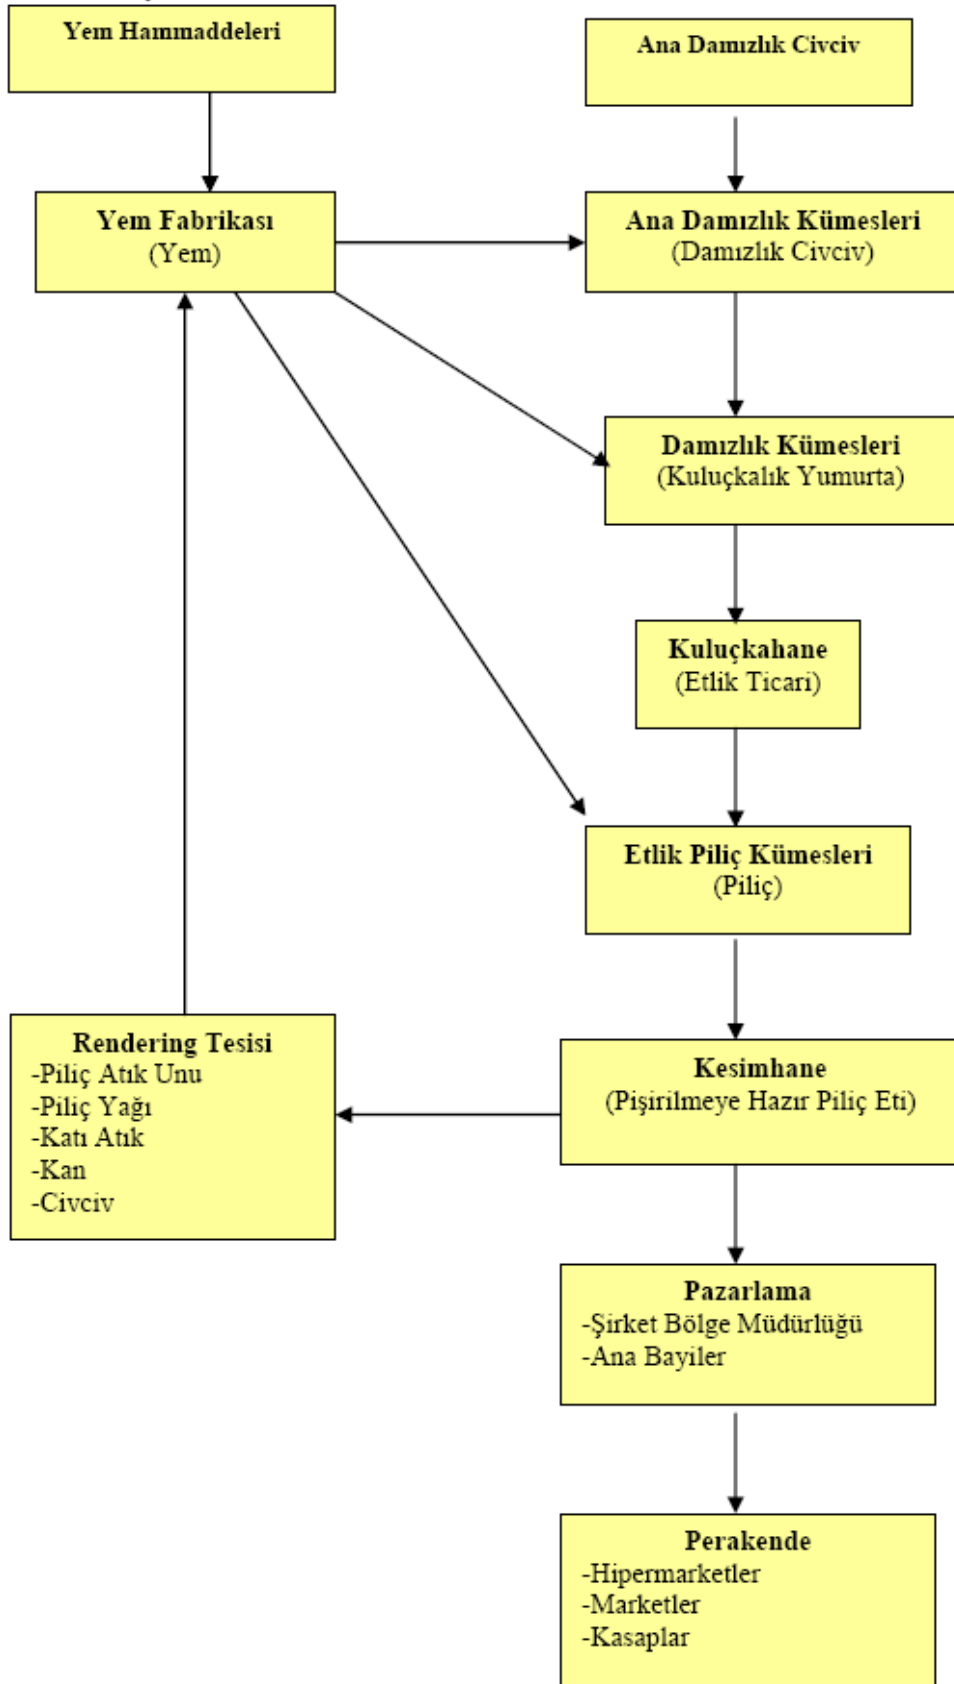 Yem Hammaddeleri
Ana Damızlık Civciv
Yem Fabrikası
(Yem)
Ana Damızlık Kümesleri
(Damızlık Civciv)
Damızlık Kümesleri
(Kuluçkalık Yumurta)
Kuluçkahane
(Etlik Ticari)
Etlik Piliç Kümesleri
(Piliç)
Rendering Tesisi
-Piliç Atık Unu
-Piliç Yağı
-Katı Atık
-Kan
-Civciv
Kesimhane
(Pişirilmeye Hazır Piliç Eti)
Pazarlama
-Şirket Bölge Müdürlüğü
-Ana Bayiler
Perakende
-Hipermarketler
-Marketler
-Kasaplar